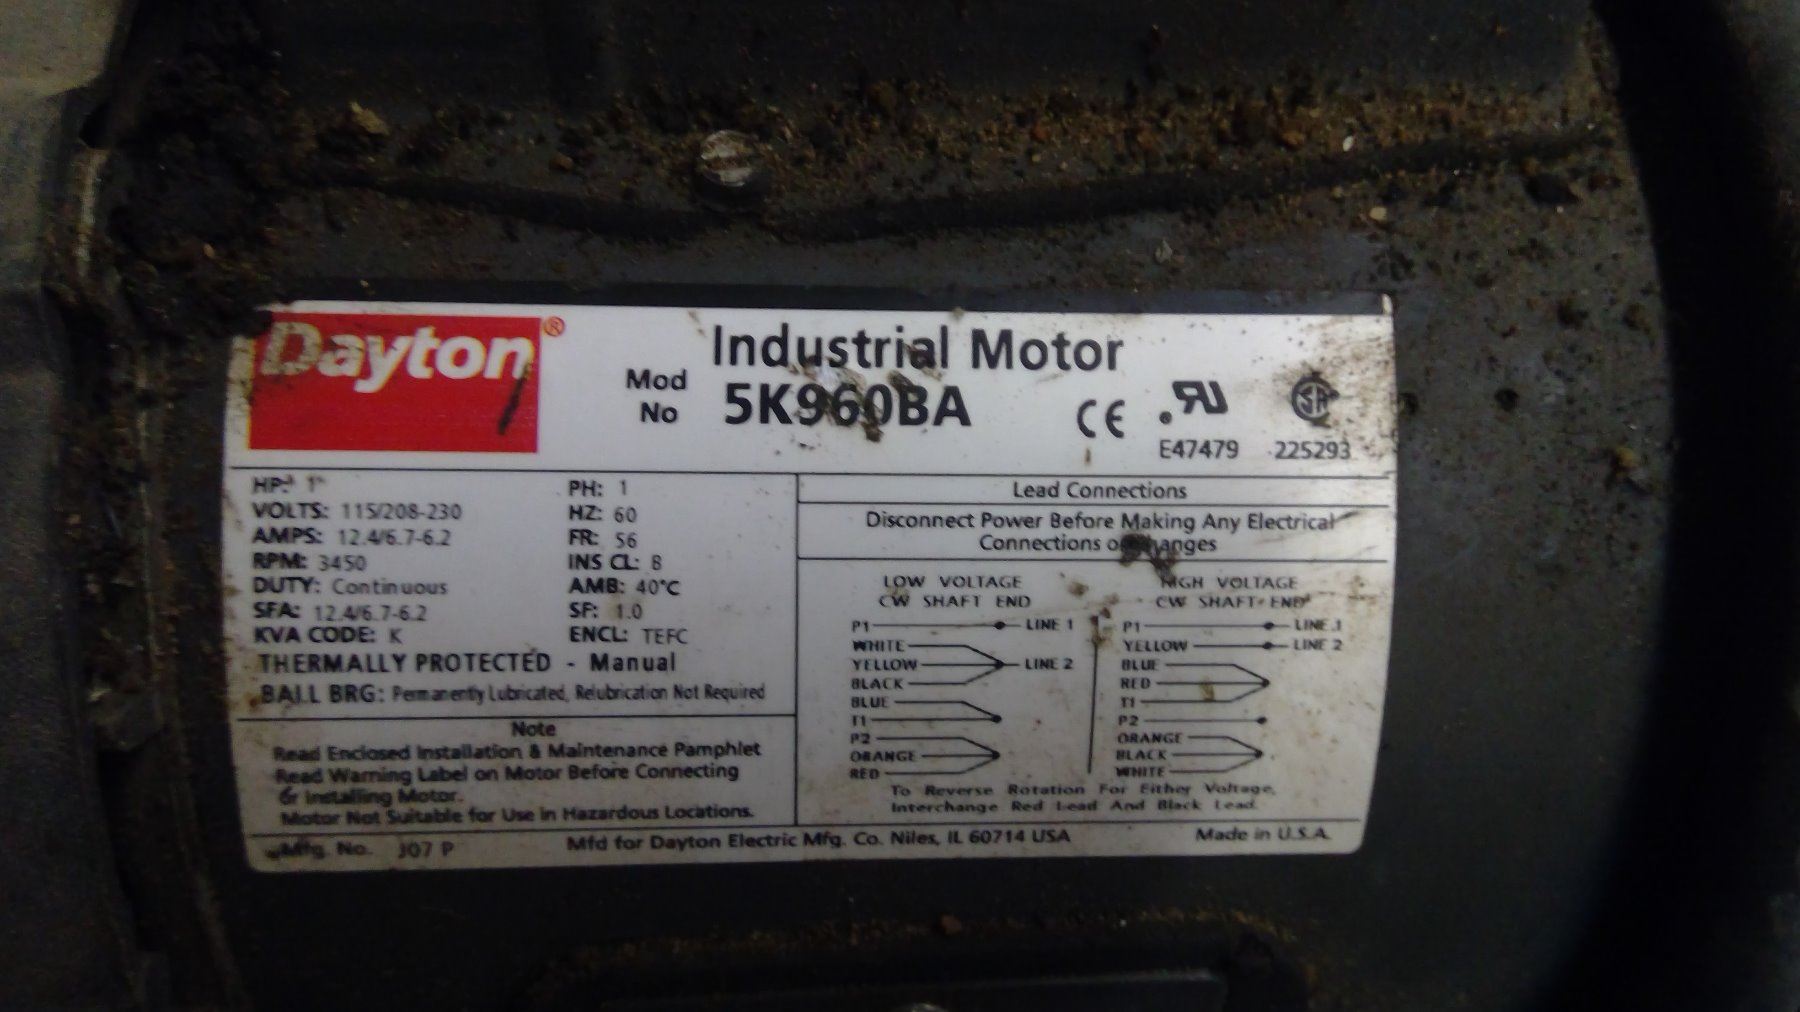 Dayton®
Industrial Motor
Mod No 5K960BA
CE
E47479 225293
HP: 1
VOLTS: 115/208-230
AMPS: 12.4/6.7-6.2
RPM: 3450
DUTY: Continuous
SFA: 12.4/6.7-6.2
KVA CODE: K
PH: 1
HZ: 60
FR: 56
INS CL: B
AMB: 40°C
SF: 1.0
ENCL: TEFC
THERMALLY PROTECTED - Manual
BALL BRG: Permanently Lubricated, Relubrication Not Required
Note
Read Enclosed Installation & Maintenance Pamphlet
Read Warning Label on Motor Before Connecting
& Installing Motor.
Motor Not Suitable for Use in Hazardous Locations.
Lead Connections
Disconnect Power Before Making Any Electrical
Connections or Changes
LOW VOLTAGE
CW SHAFT END
P1 LINE 1
WHITE
YELLOW LINE 2
BLACK
BLUE
T1
P2
ORANGE
RED
HIGH VOLTAGE
CW SHAFT END
P1 LINE 1
YELLOW LINE 2
BLUE
RED
T1
P2
ORANGE
BLACK
WHITE
To Reverse Rotation For Either Voltage,
Interchange Red Lead And Black Lead.
Mfg. No. J07 P
Mfd for Dayton Electric Mfg. Co. Niles, IL 60714 USA
Made in U.S.A.